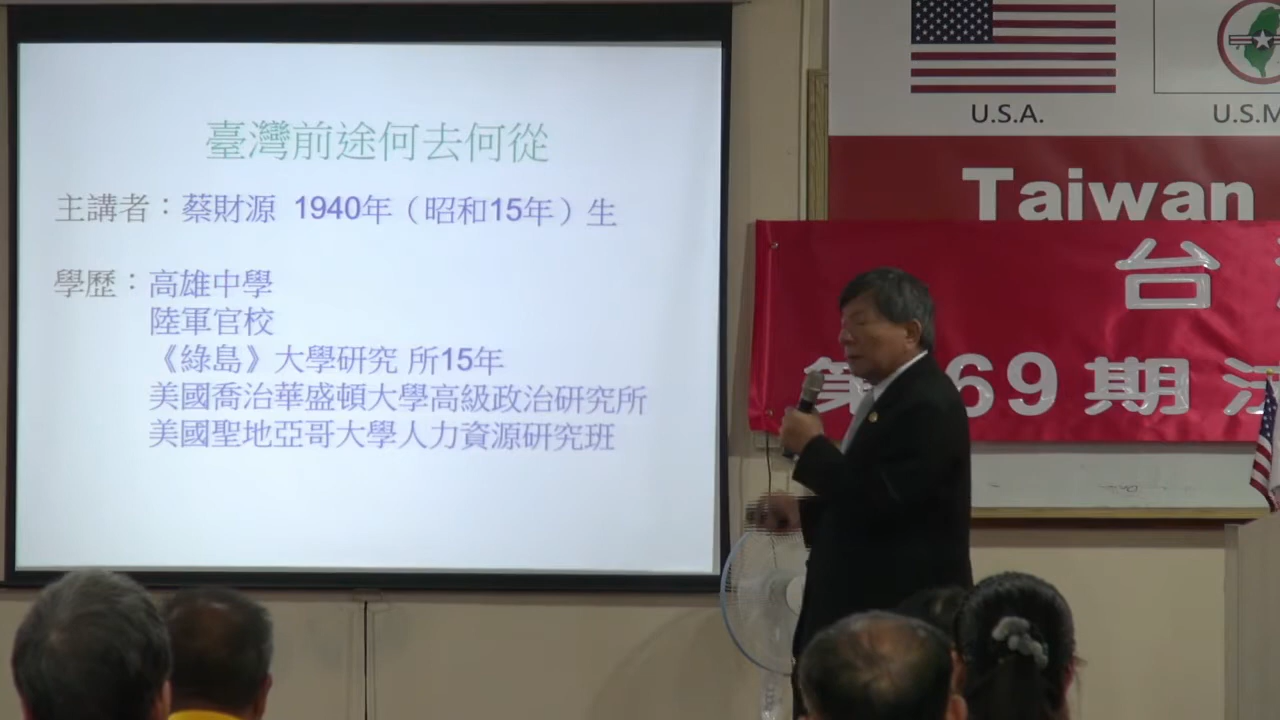 臺灣前途何去何從
主講者：蔡財源 1940年（昭和15年）生
學歷：高雄中學
陸軍官校
《綠島》大學研究 所15年
美國喬治華盛頓大學高級政治研究所
美國聖地亞哥大學人力資源研究班
U.S.A.
U.S.M
Taiwan
台
第 69期